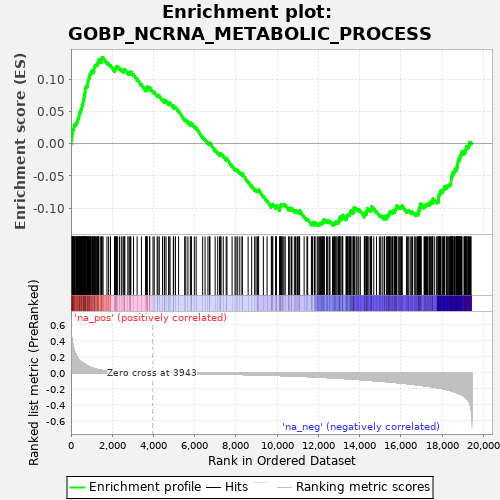 Enrichment plot:
GOBP_NCRNA_METABOLIC_PROCESS
Enrichment score (ES)
0.10
0.05
0.00
-0.05
-0.10
'na_pos' (positively correlated)
Ranked list metric (PreRanked)
0.6
0.4
0.2
0.0
-0.2
-0.4
-0.6
Zero cross at 3943
'na_neg' (negatively correlated)
0
2,000
4,000
6,000
8,000
10,000
12,000
14,000
16,000
18,000
20,000
Rank in Ordered Dataset
Enrichment profile
Hits
Ranking metric scores